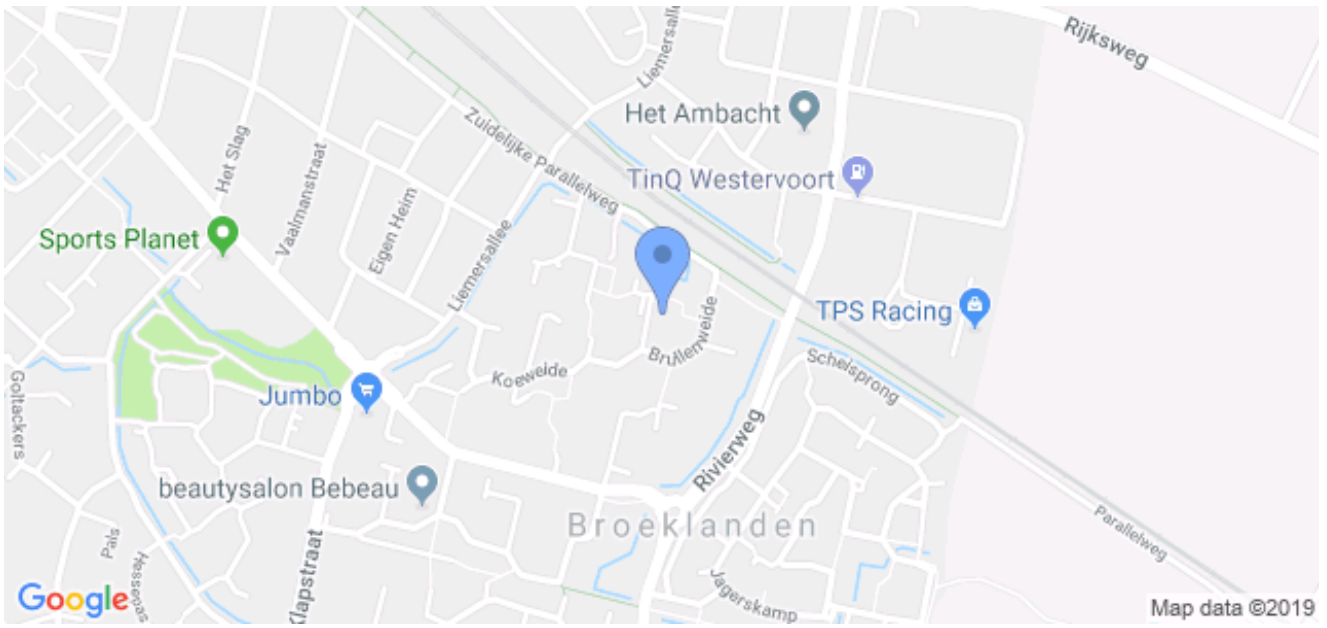 Rijksweg
Liemersallee
Het Ambacht
Zuidelijke Parallelweg
Het Slag
Vaalmanstraat
TinQ Westervoort
Eigen Heim
Sports Planet
Liemersallee
TPS Racing
Brullenweide
Koeweide
Schelsprong
Jumbo
Goltackers
Rivierweg
beautysalon Bebeau
Broeklanden
Parallelweg
Pals
Hessepas
Klapstraat
Jagerskamp
Google
Map data ©2019